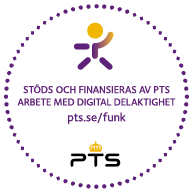 STÖDS OCH FINANSIERAS AV PTS
ARBETE MED DIGITAL DELAKTIGHET
pts.se/funk
PTS